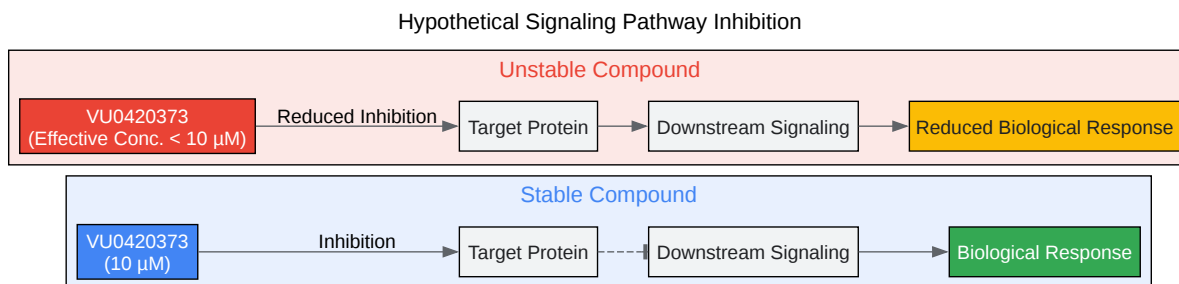 Hypothetical Signaling Pathway Inhibition
Unstable Compound
VU0420373
(Effective Conc. < 10 µM)
Reduced Inhibition
Target Protein
Downstream Signaling
Reduced Biological Response
Stable Compound
VU0420373
(10 µM)
Inhibition
Target Protein
Downstream Signaling
Biological Response